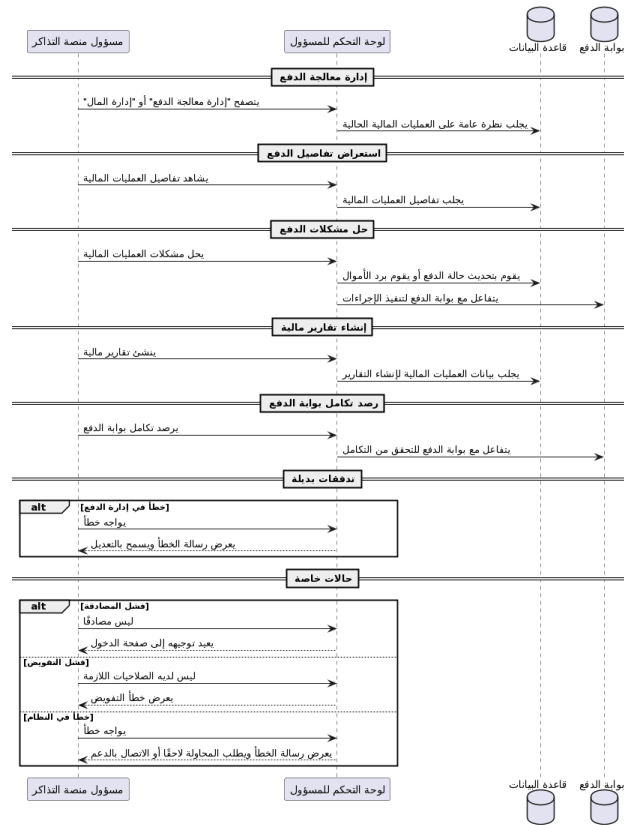 مسؤول منصة التذاكر
لوحة التحكم للمسؤول
قاعدة البيانات
بوابة الدفع
إدارة معالجة الدفع
يتصفح "إدارة معالجة الدفع" أو "إدارة المال"
يجلب نظرة عامة على العمليات المالية الحالية
استعراض تفاصيل الدفع
يشاهد تفاصيل العمليات المالية
يجلب تفاصيل العمليات المالية
حل مشكلات الدفع
يحل مشكلات العمليات المالية
يقوم بتحديث حالة الدفع أو يقوم برد الأموال
يتفاعل مع بوابة الدفع لتنفيذ الإجراءات
إنشاء تقارير مالية
ينشئ تقارير مالية
يجلب بيانات العمليات المالية لإنشاء التقارير
رصد تكامل بوابة الدفع
يرصد تكامل بوابة الدفع
يتفاعل مع بوابة الدفع للتحقق من التكامل
تدفقات بديلة
alt [خطأ في إدارة الدفع]
يواجه خطأ
يعرض رسالة الخطأ ويسمح بالتعديل
حالات خاصة
alt [فشل المصادقة]
ليس مصادقًا
يعيد توجيهه إلى صفحة الدخول
[فشل التفويض]
ليس لديه الصلاحيات اللازمة
يعرض خطأ التفويض
[خطأ في النظام]
يواجه خطأ
يعرض رسالة الخطأ ويطلب المحاولة لاحقًا أو الاتصال بالدعم
مسؤول منصة التذاكر
لوحة التحكم للمسؤول
قاعدة البيانات
بوابة الدفع